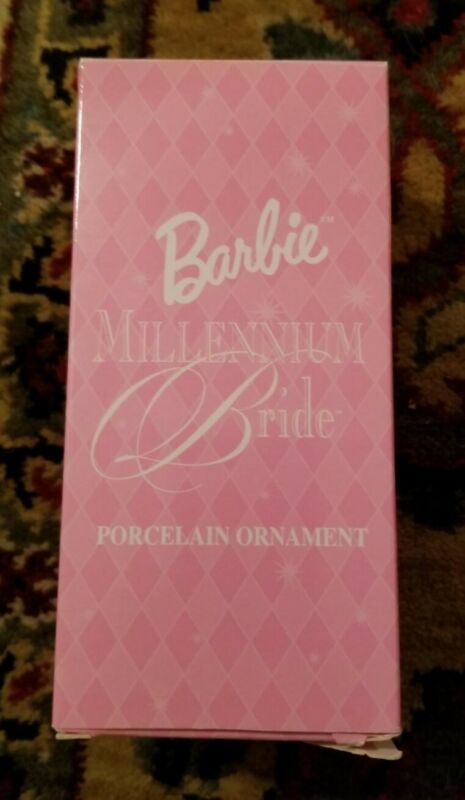 Barbie™
MILLENNIUM
Bride™
PORCELAIN ORNAMENT